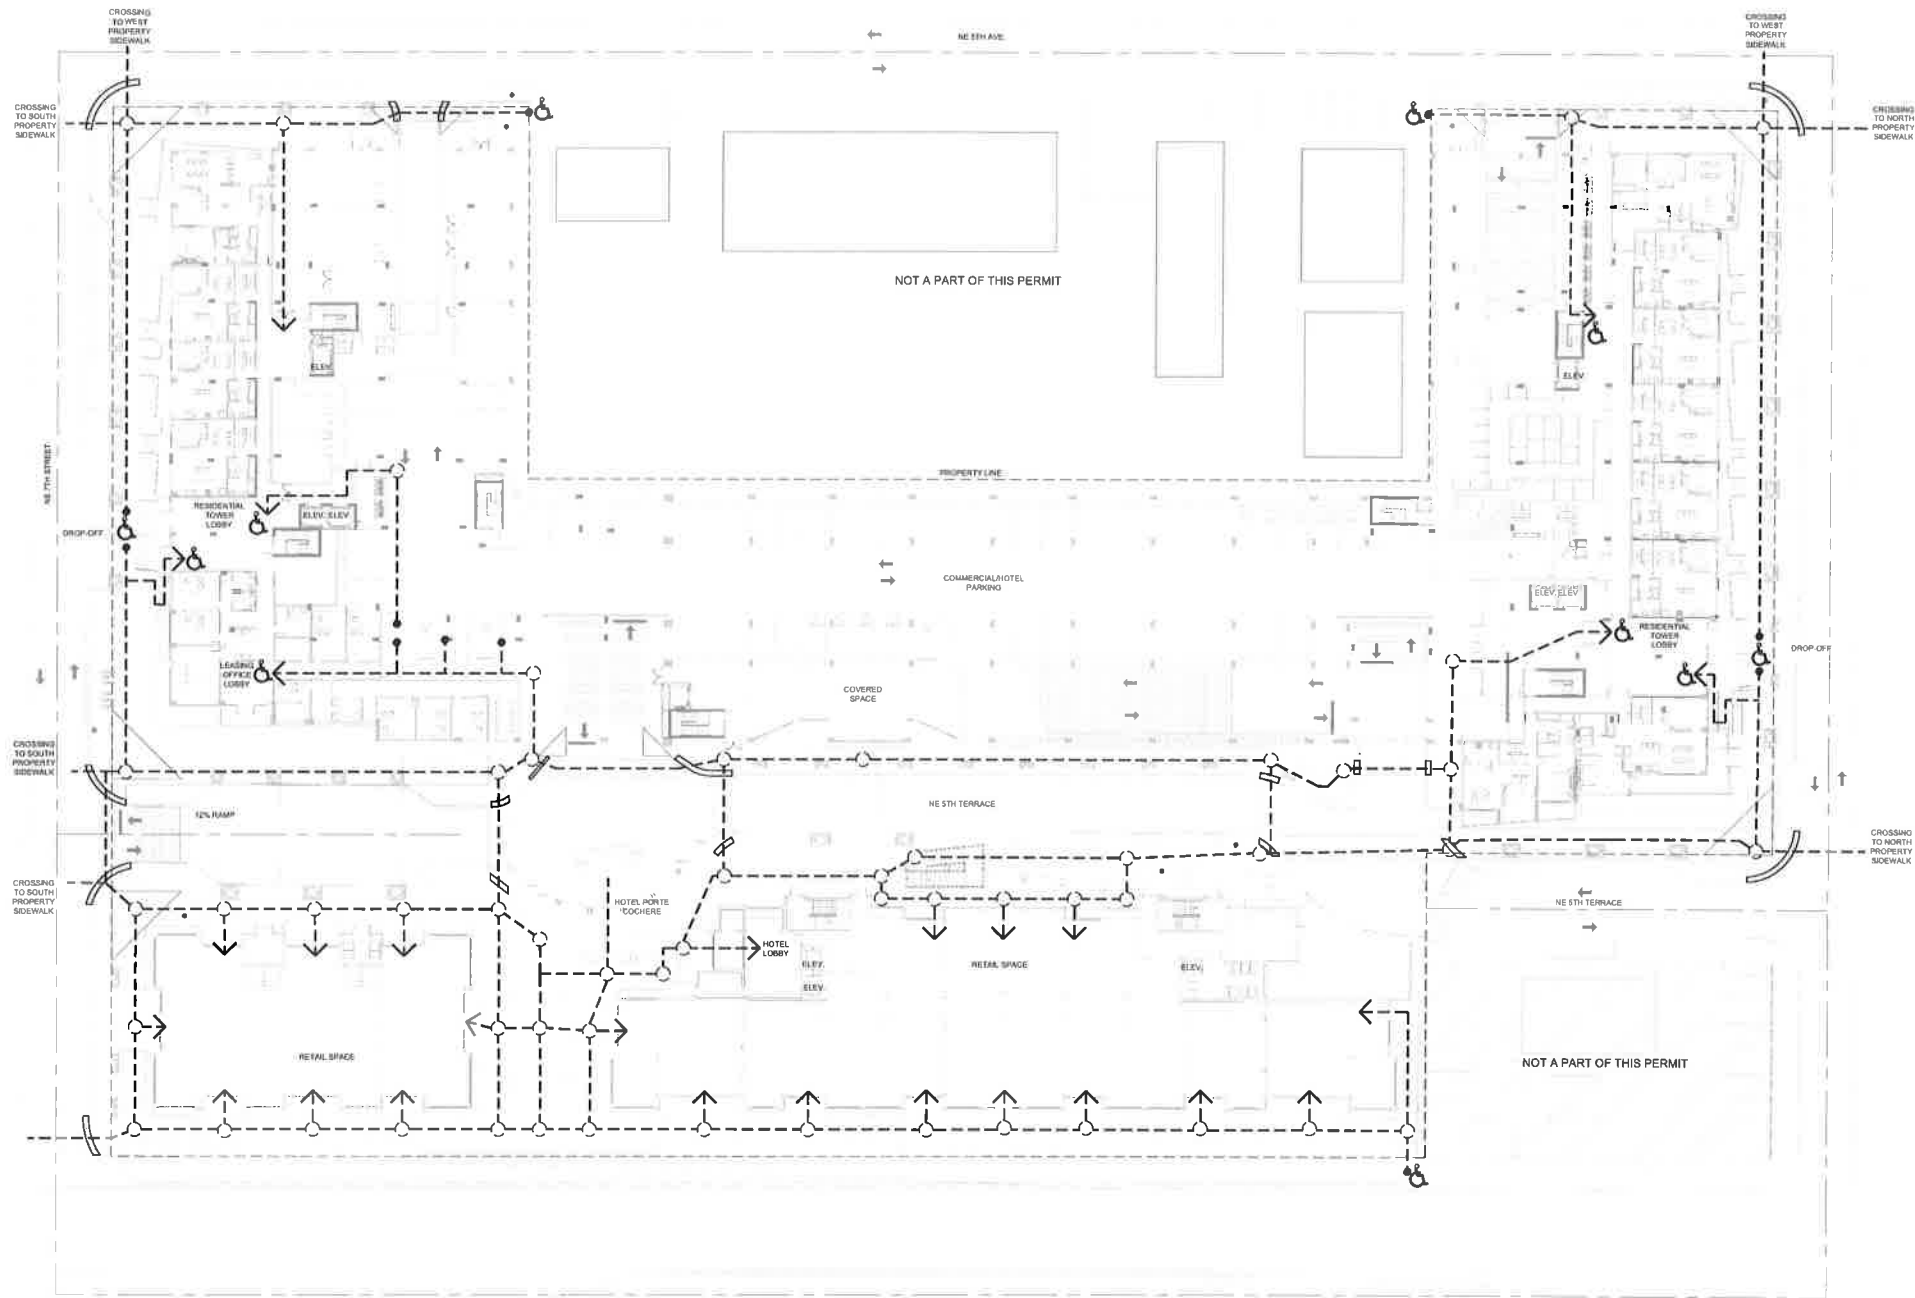 CROSSING
TO WEST
PROPERTY
SIDEWALK
NE 5TH AVE.
CROSSING
TO WEST
PROPERTY
SIDEWALK
CROSSING
TO SOUTH
PROPERTY
SIDEWALK
CROSSING
TO NORTH
PROPERTY
SIDEWALK
NOT A PART OF THIS PERMIT
ELEV.
ELEV
NE 7TH STREET
PROPERTY LINE
RESIDENTIAL
TOWER
LOBBY
ELEV. ELEV
DROP-OFF
COMMERCIAL/HOTEL
PARKING
ELEV. ELEV
RESIDENTIAL
TOWER
LOBBY
DROP-OFF
LEASING
OFFICE
LOBBY
COVERED
SPACE
CROSSING
TO SOUTH
PROPERTY
SIDEWALK
12% RAMP
NE 5TH TERRACE
CROSSING
TO NORTH
PROPERTY
SIDEWALK
CROSSING
TO SOUTH
PROPERTY
SIDEWALK
HOTEL PORTE
COCHERE
NE 5TH TERRACE
HOTEL
LOBBY
ELEV.
ELEV.
RETAIL SPACE
ELEV.
RETAIL SPACE
NOT A PART OF THIS PERMIT